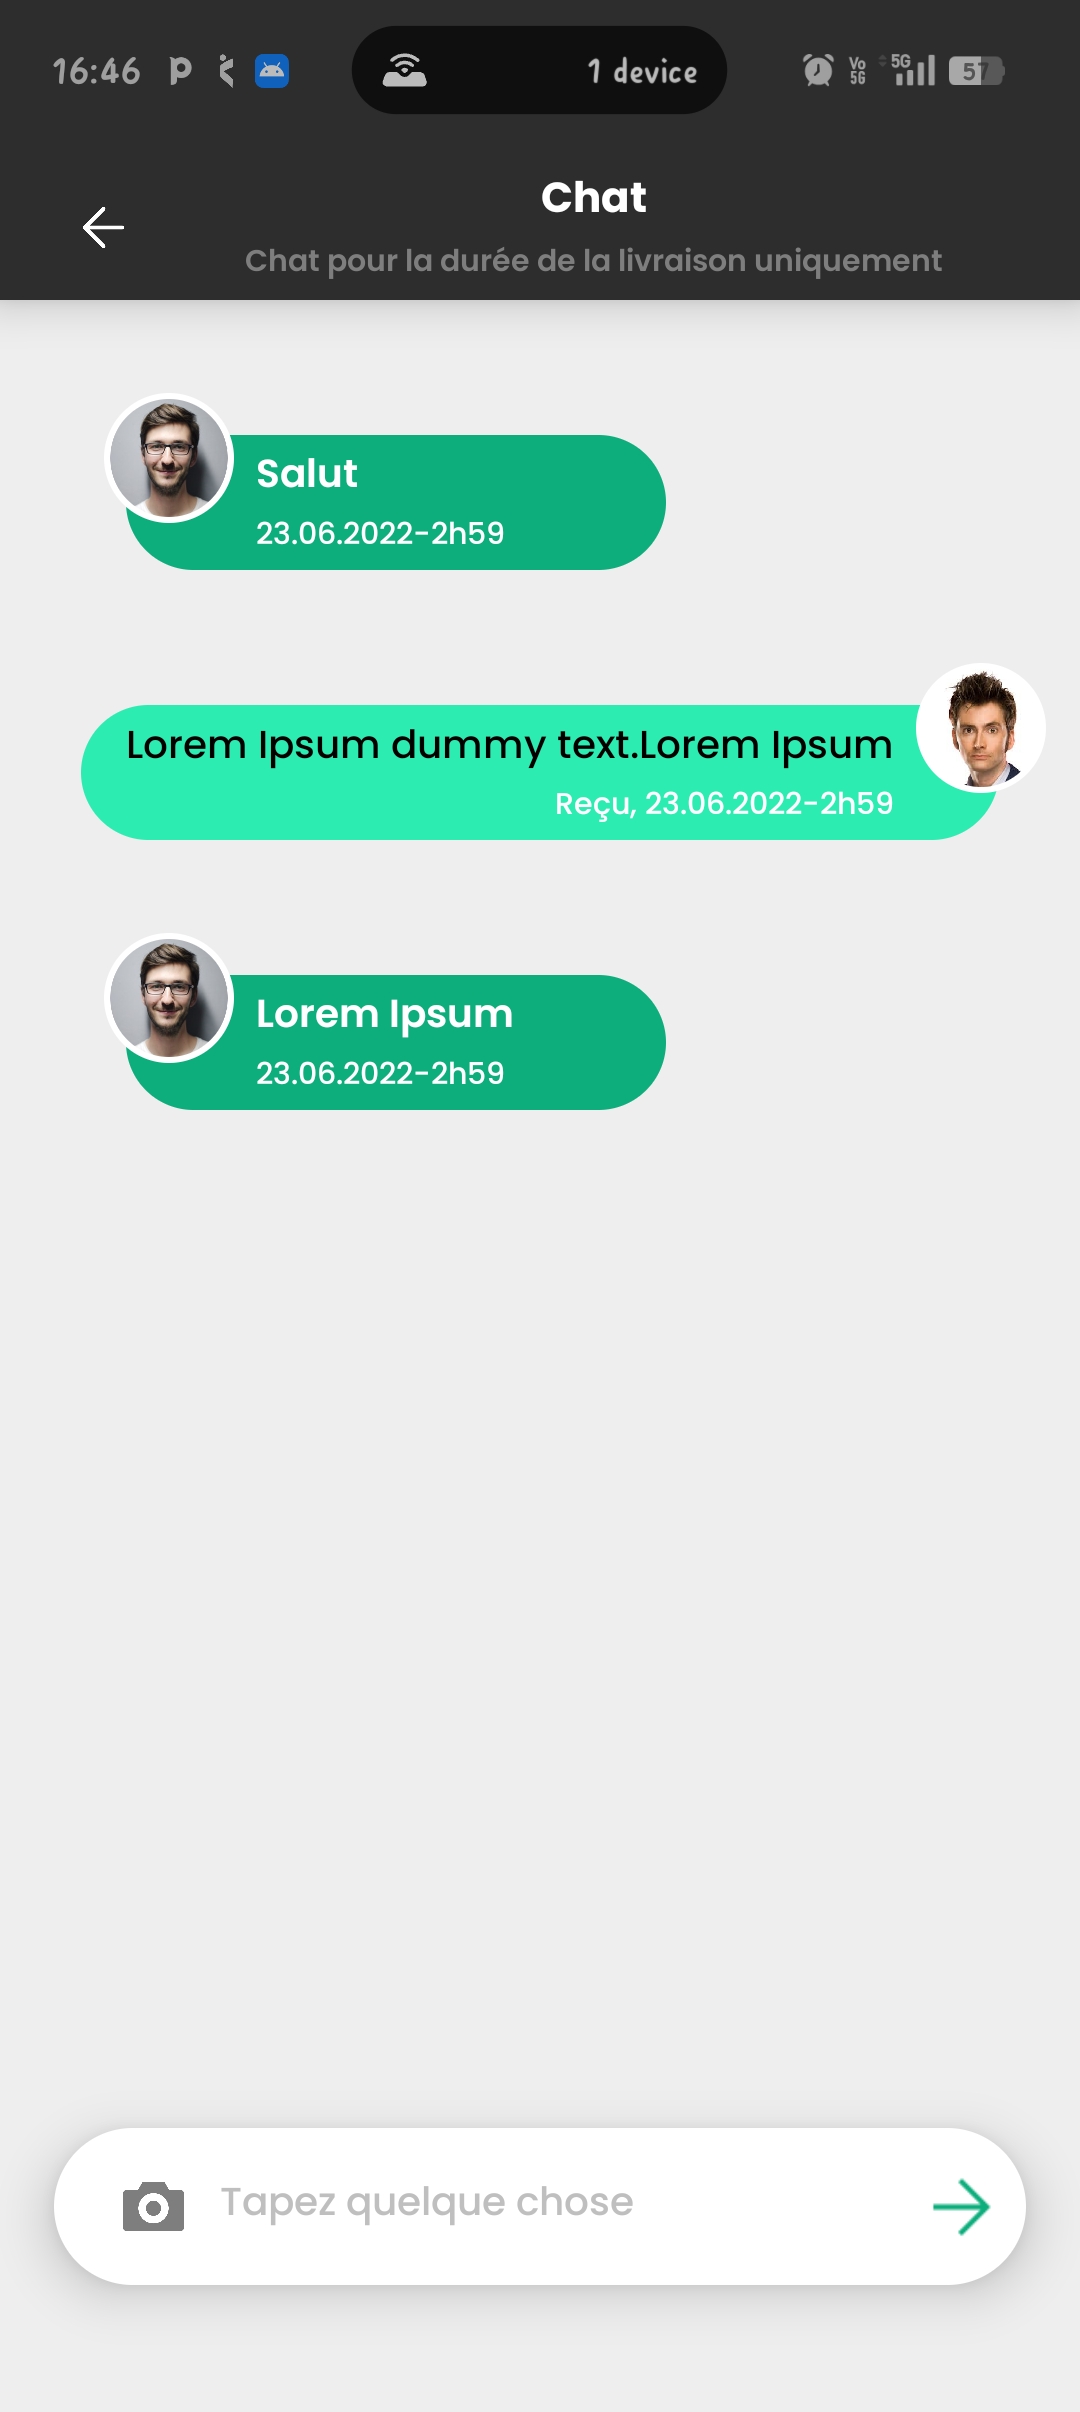 16:46
1 device
Vo 5G
5G
57
Chat
Chat pour la durée de la livraison uniquement
Salut
23.06.2022-2h59
Lorem Ipsum dummy text.Lorem Ipsum
Reçu, 23.06.2022-2h59
Lorem Ipsum
23.06.2022-2h59
Tapez quelque chose